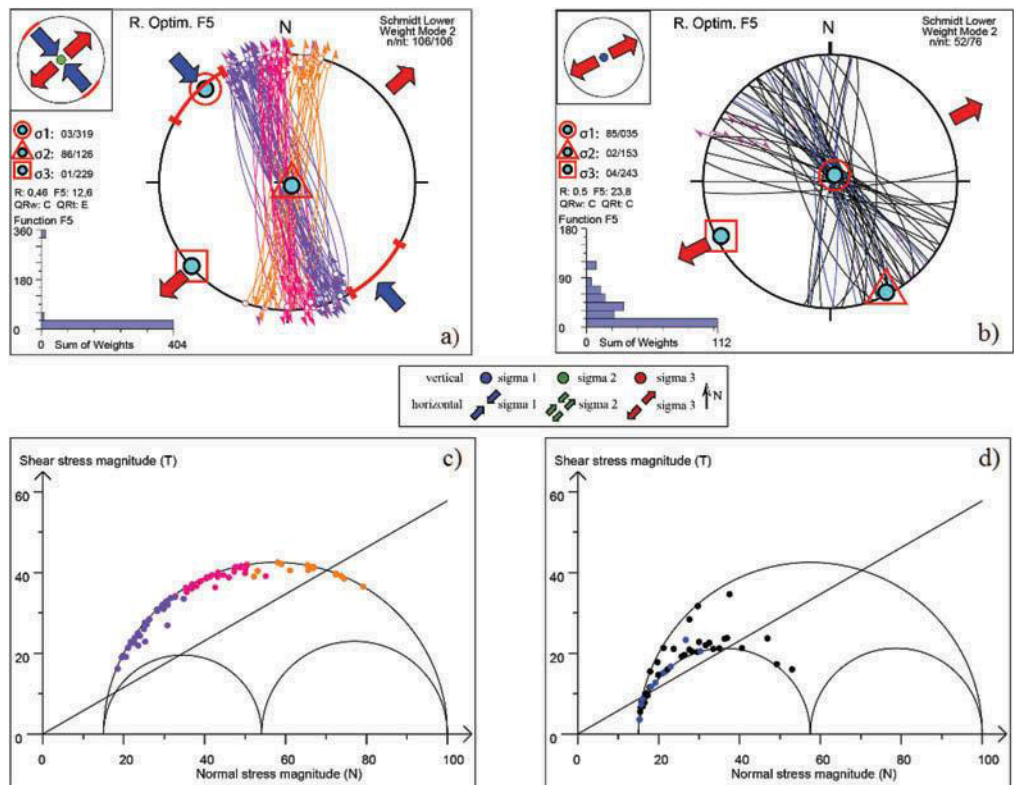 R. Optim. F5
N
Schmidt Lower
Weight Mode 2
n/nt: 106/106
σ1: 03/319
σ2: 86/126
σ3: 01/229
R: 0,46 F5: 12,6
QRw: C QRt: E
Function F5
360
180
0
0 Sum of Weights 404
a)
R. Optim. F5
N
Schmidt Lower
Weight Mode 2
n/nt: 52/76
σ1: 85/035
σ2: 02/153
σ3: 04/243
R: 0.5 F5: 23,8
QRw: C QRt: C
Function F5
180
90
0
0 Sum of Weights 112
b)
vertical sigma 1 sigma 2 sigma 3
horizontal sigma 1 sigma 2 sigma 3 N
Shear stress magnitude (T)
c)
60
40
20
0
0 20 40 60 80 100
Normal stress magnitude (N)
Shear stress magnitude (T)
d)
60
40
20
0
0 20 40 60 80 100
Normal stress magnitude (N)